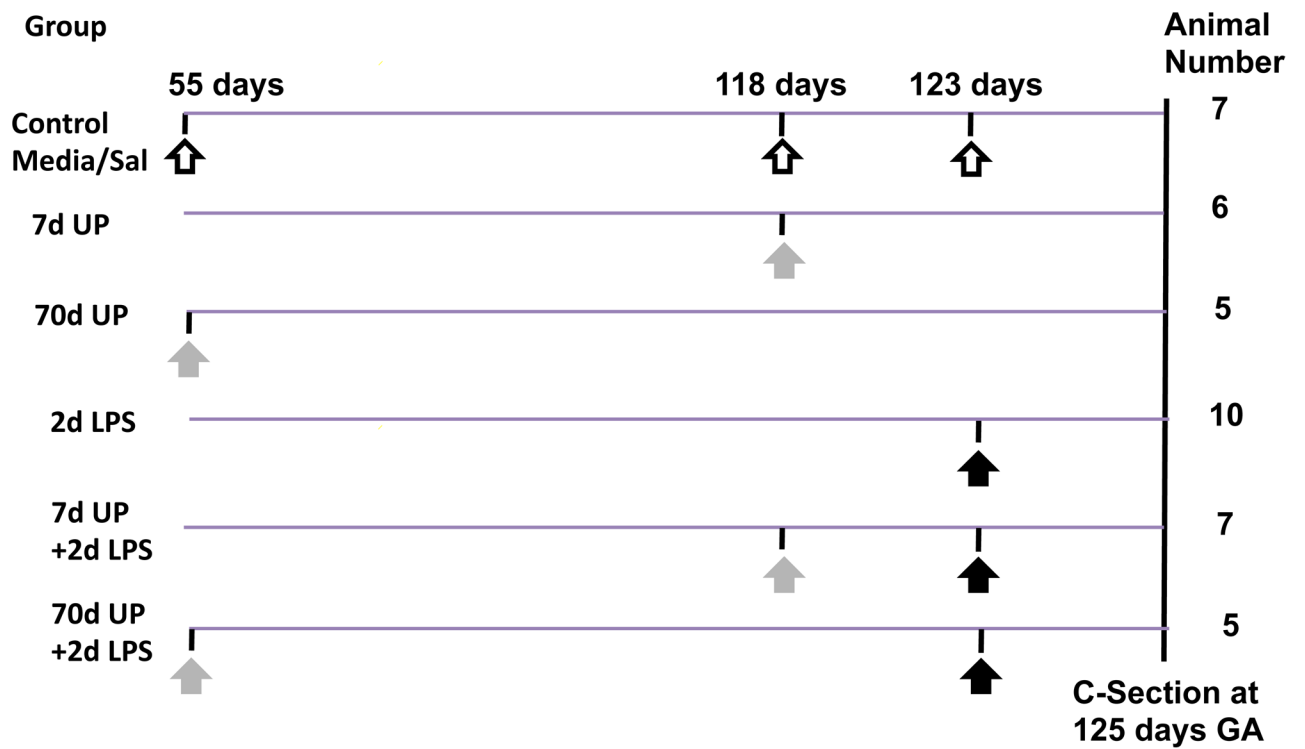 Group
Animal
Number
55 days 118 days 123 days
Control
Media/Sal
7
7d UP
6
70d UP
5
2d LPS
10
7d UP
+2d LPS
7
70d UP
+2d LPS
5
C-Section at
125 days GA